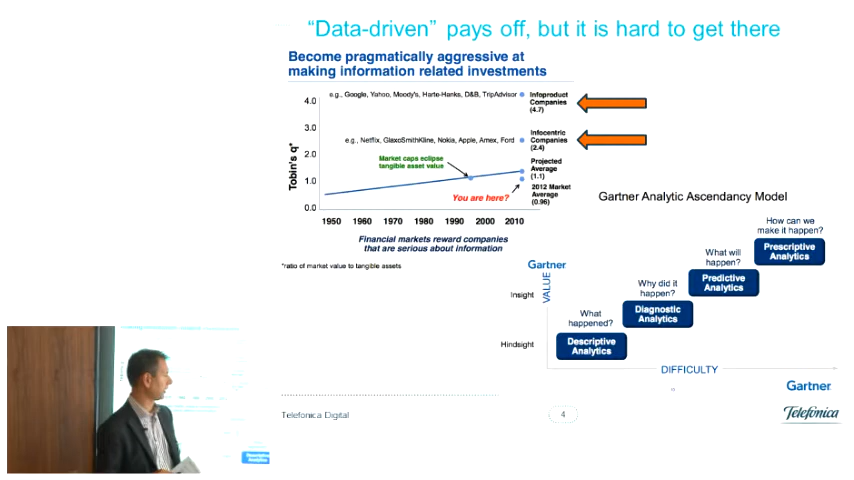 “Data-driven” pays off, but it is hard to get there
Become pragmatically aggressive at
making information related investments
Tobin's q*
4.0
3.0
2.0
1.0
0.0
e.g., Google, Yahoo, Moody's, Harte-Hanks, D&B, TripAdvisor
Infoproduct
Companies
(4.7)
e.g., Netflix, GlaxoSmithKline, Nokia, Apple, Amex, Ford
Infocentric
Companies
(2.4)
Market caps eclipse
tangible asset value
Projected
Average
(1.1)
You are here?
2012 Market
Average
(0.96)
1950 1960 1970 1980 1990 2000 2010
Financial markets reward companies
that are serious about information
*ratio of market value to tangible assets
Gartner
Gartner Analytic Ascendancy Model
How can we
make it happen?
Prescriptive
Analytics
What will
happen?
Predictive
Analytics
Why did it
happen?
Diagnostic
Analytics
What
happened?
Descriptive
Analytics
VALUE
Insight
Hindsight
DIFFICULTY
Gartner
Telefonica Digital
4
Telefónica